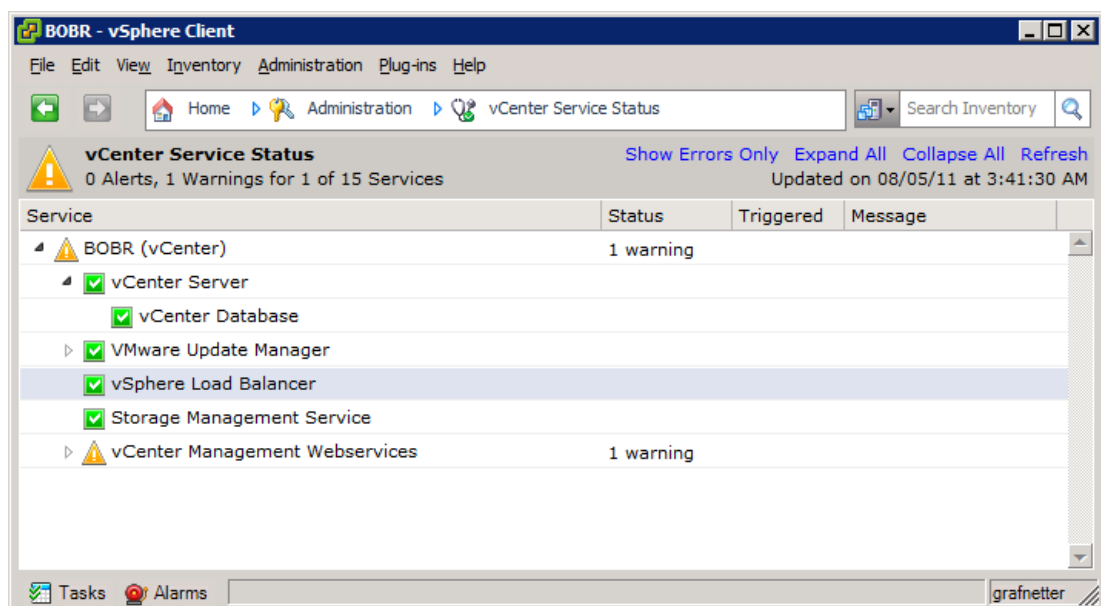 BOBR - vSphere Client
File Edit View Inventory Administration Plug-ins Help
Home Administration vCenter Service Status Search Inventory
vCenter Service Status Show Errors Only Expand All Collapse All Refresh
0 Alerts, 1 Warnings for 1 of 15 Services Updated on 08/05/11 at 3:41:30 AM
Service Status Triggered Message
BOBR (vCenter) 1 warning
vCenter Server
vCenter Database
VMware Update Manager
vSphere Load Balancer
Storage Management Service
vCenter Management Webservices 1 warning
Tasks Alarms grafnetter